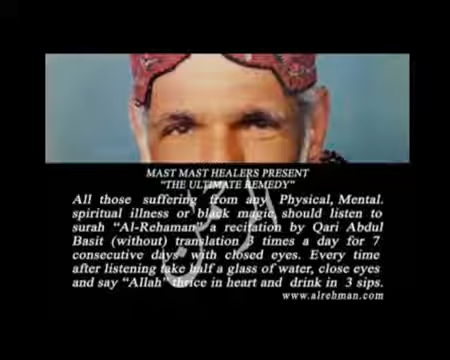 MAST MAST HEALERS PRESENT
"THE ULTIMATE REMEDY"
All those suffering from any Physical, Mental.
spiritual illness or black magic should listen to
surah "Al-Rehaman" a recitation by Qari Abdul
Basit (without) translation 3 times a day for 7
consecutive days with closed eyes. Every time
after listening take half a glass of water, close eyes
and say "Allah" thrice in heart and drink in 3 sips.
www.alrehman.com
الرحمن